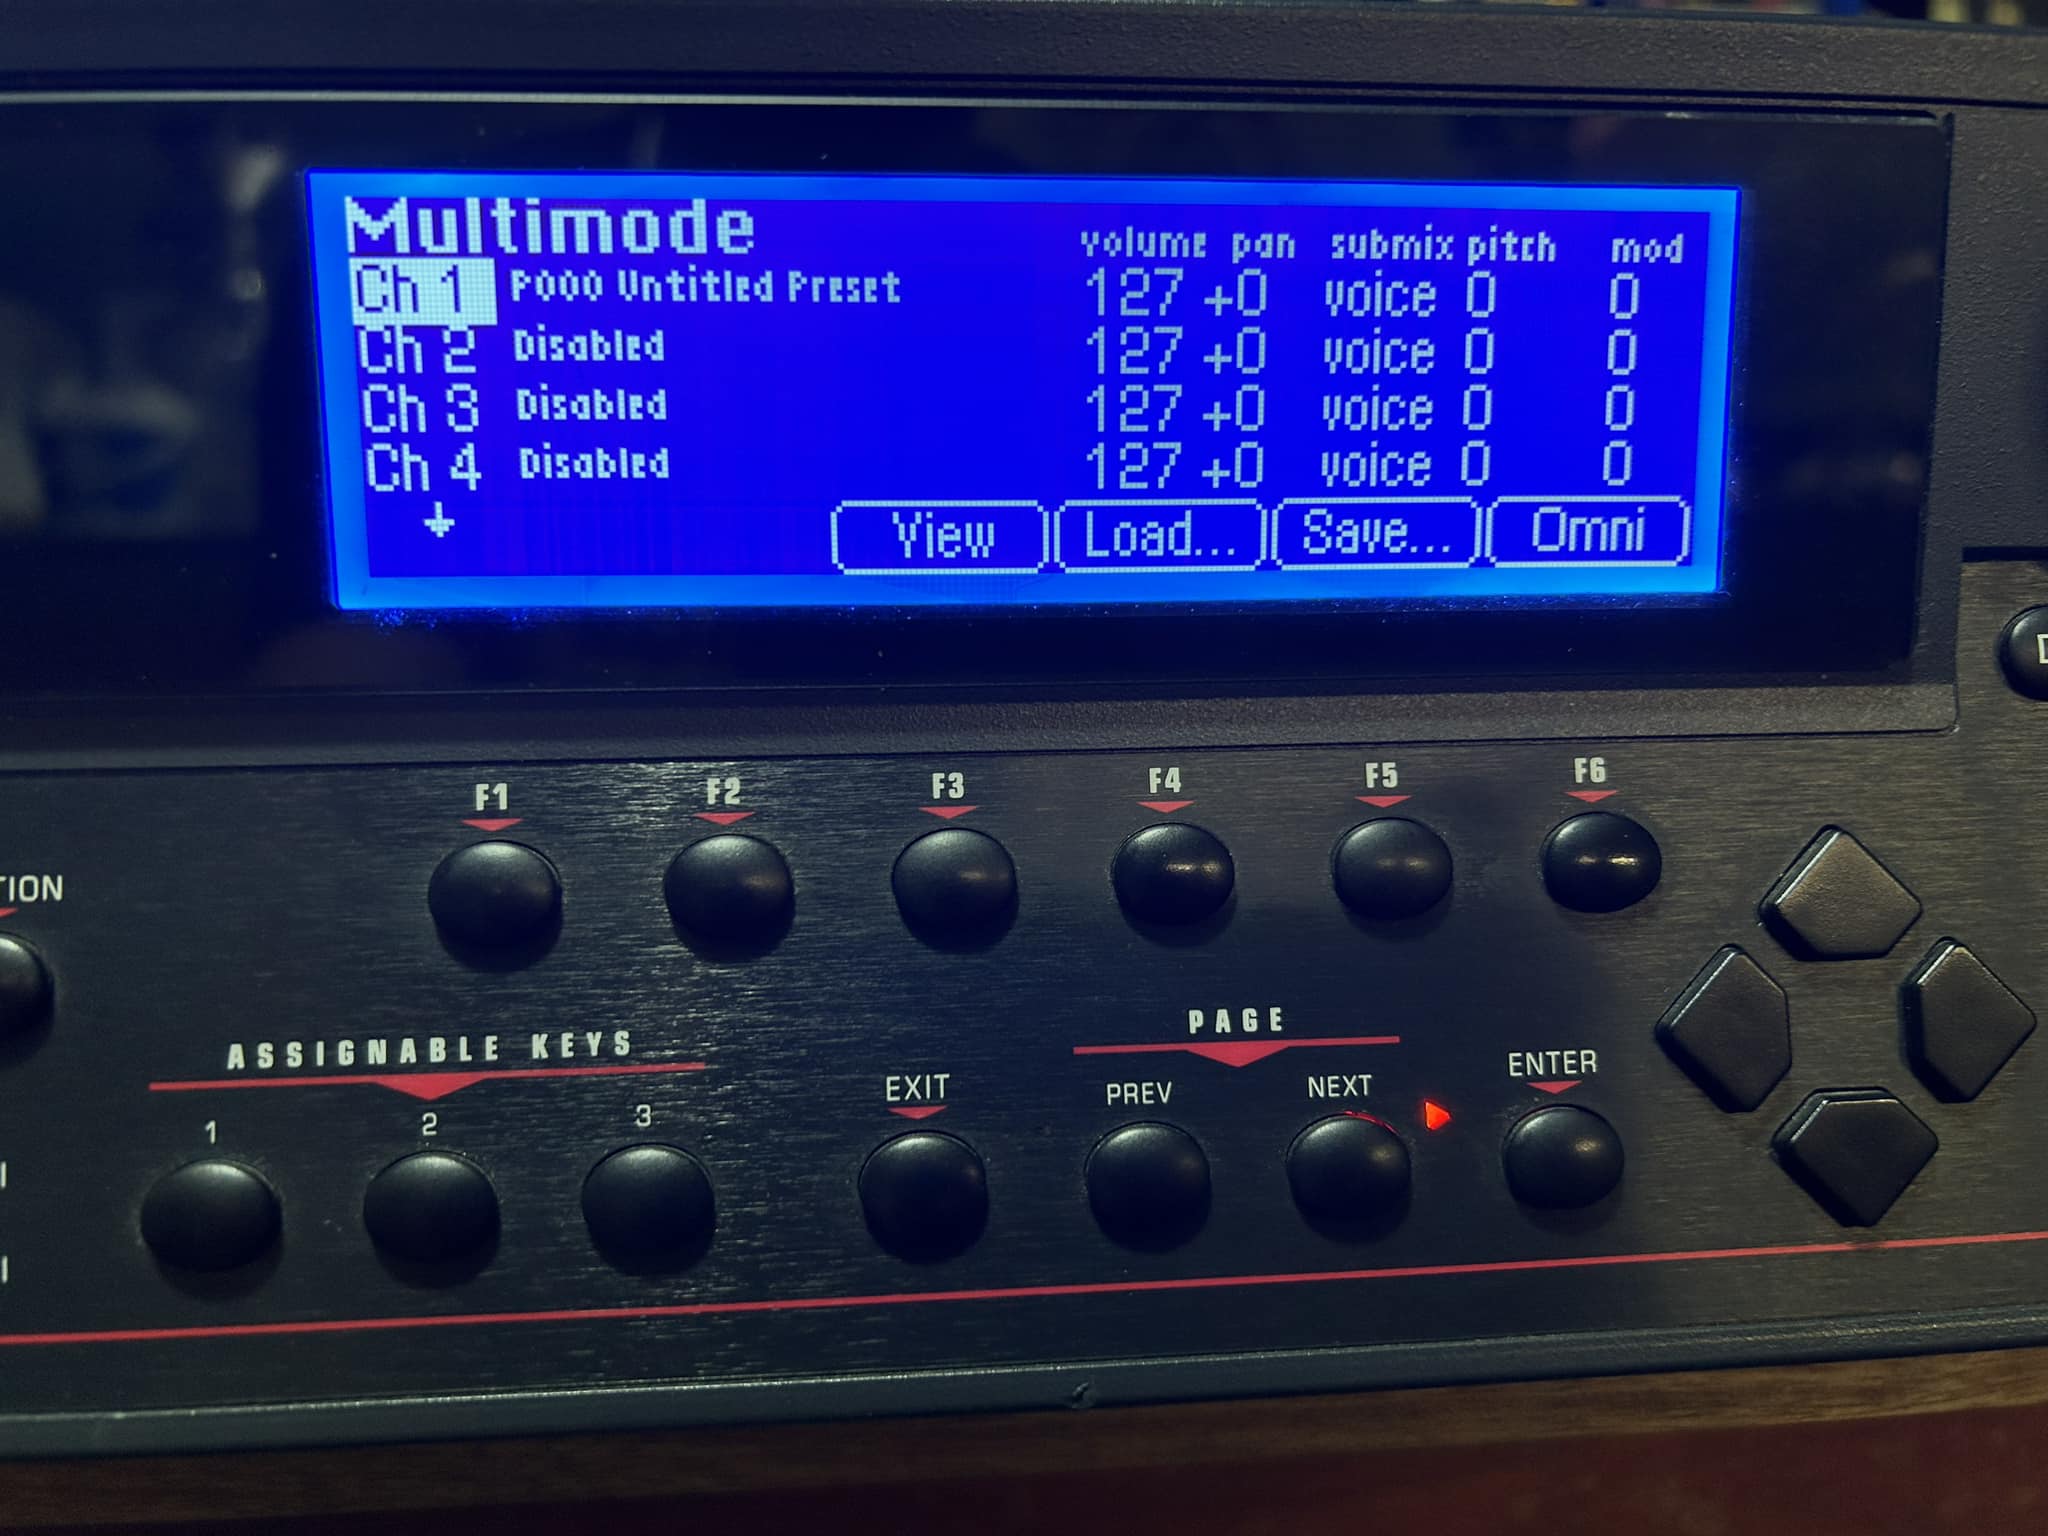 Multimode
volume pan submix pitch mod
Ch 1 P000 Untitled Preset 127 +0 voice 0 0
Ch 2 Disabled 127 +0 voice 0 0
Ch 3 Disabled 127 +0 voice 0 0
Ch 4 Disabled 127 +0 voice 0 0
View Load... Save... Omni
F1 F2 F3 F4 F5 F6
TION
ASSIGNABLE KEYS
1 2 3
EXIT
PAGE
PREV NEXT
ENTER